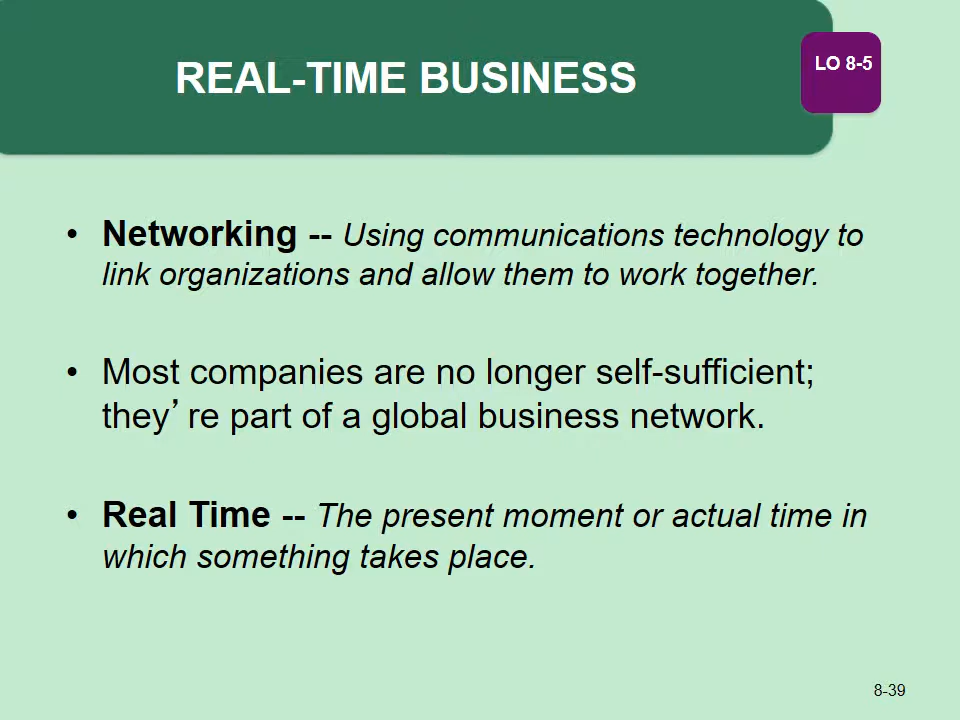 REAL-TIME BUSINESS
LO 8-5
• Networking -- Using communications technology to
link organizations and allow them to work together.
• Most companies are no longer self-sufficient;
they’ re part of a global business network.
• Real Time -- The present moment or actual time in
which something takes place.
8-39